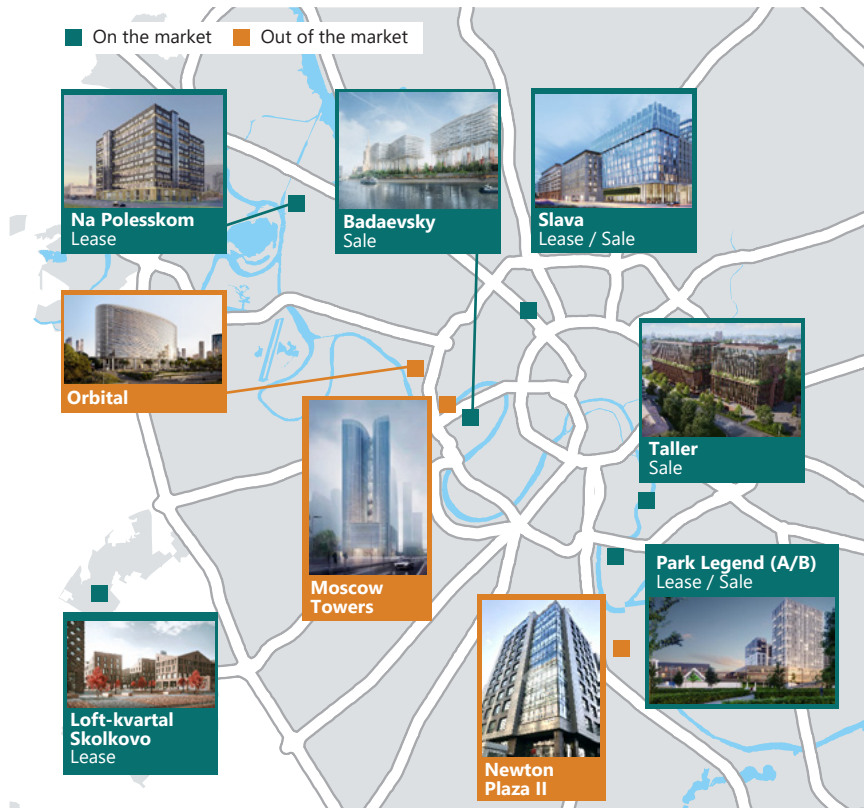 On the market
Out of the market
Na Polesskom
Lease
Badaevsky
Sale
Slava
Lease / Sale
Orbital
Taller
Sale
Moscow
Towers
Park Legend (A/B)
Lease / Sale
Loft-kvartal
Skolkovo
Lease
Newton
Plaza II